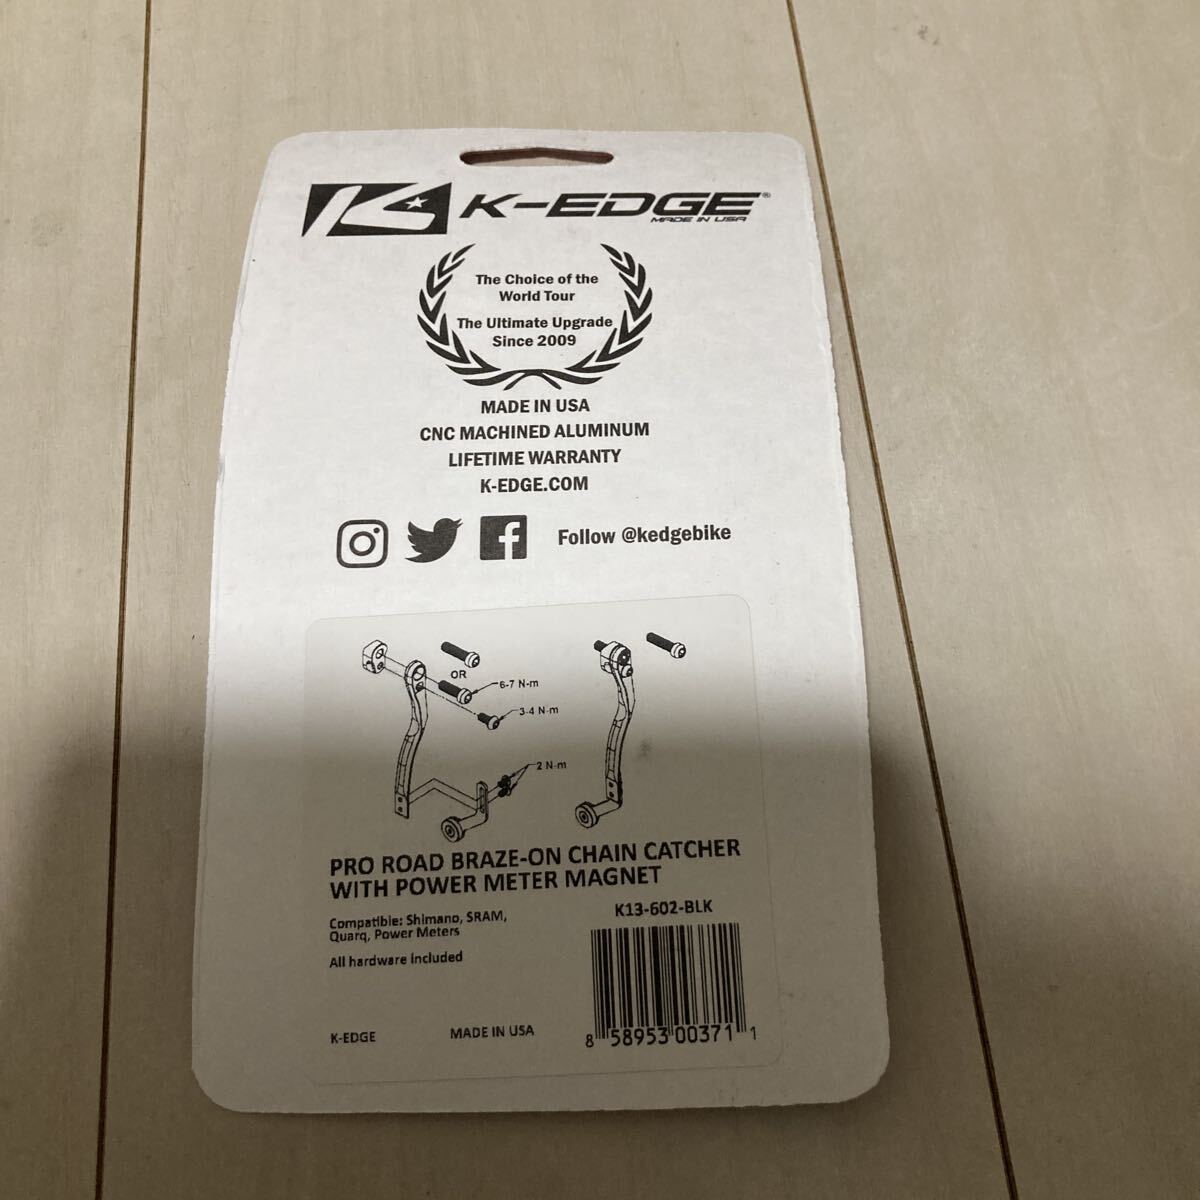 K-EDGE®
MADE IN USA
The Choice of the
World Tour
The Ultimate Upgrade
Since 2009
MADE IN USA
CNC MACHINED ALUMINUM
LIFETIME WARRANTY
K-EDGE.COM
Follow @kedgebike
OR
6-7 N-m
3-4 N-m
2 N-m
PRO ROAD BRAZE-ON CHAIN CATCHER
WITH POWER METER MAGNET
Compatible: Shimano, SRAM,
Quarq, Power Meters
All hardware included
K13-602-BLK
8 58953 00371 1
K-EDGE MADE IN USA